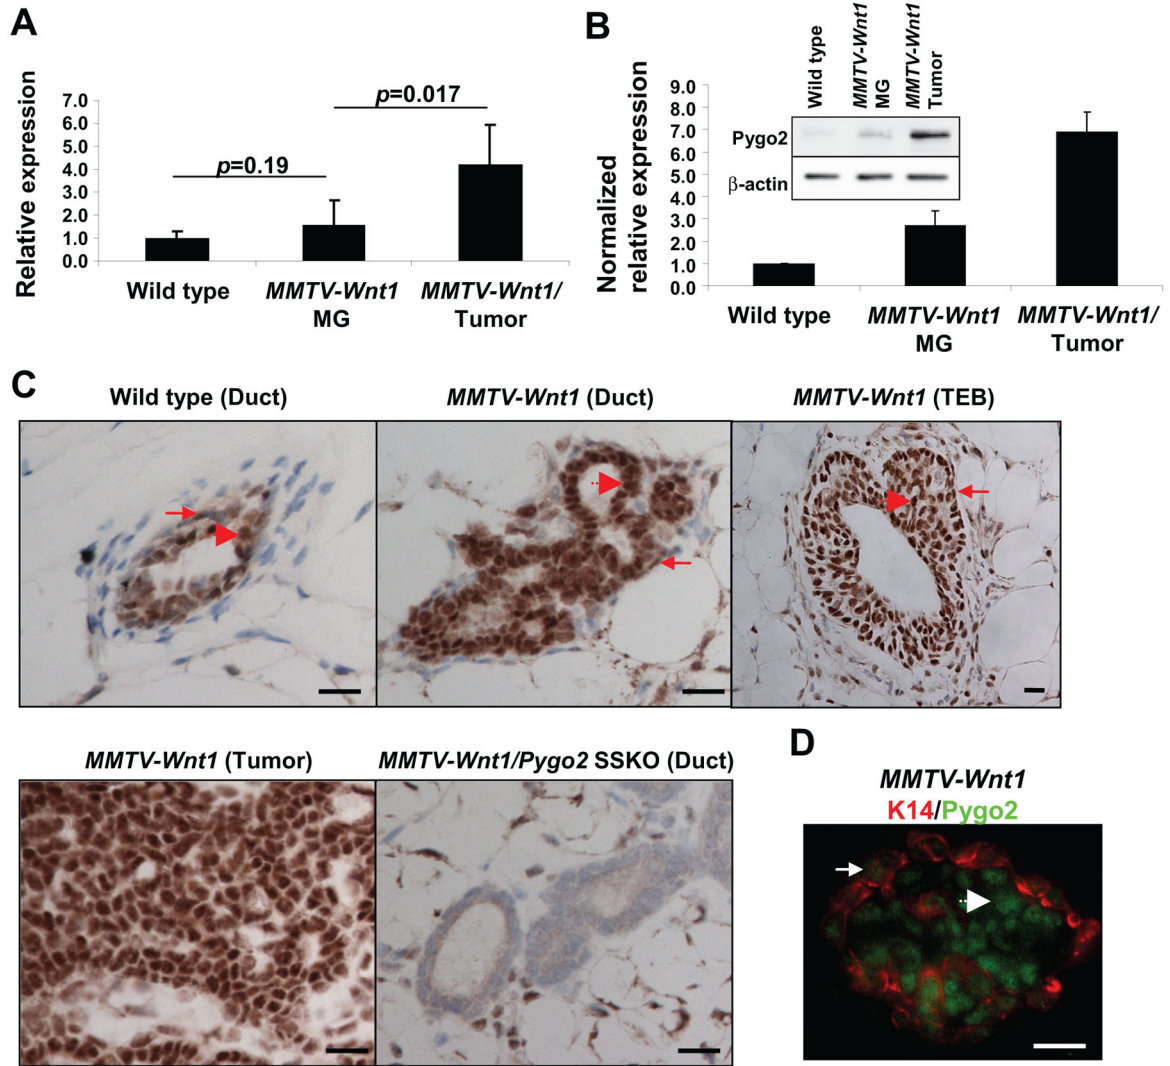 A
Relative expression
7.0
6.0
5.0
4.0
3.0
2.0
1.0
0.0
p=0.19
p=0.017
Wild type
MMTV-Wnt1
MG
MMTV-Wnt1/
Tumor
B
Normalized
relative expression
9.0
8.0
7.0
6.0
5.0
4.0
3.0
2.0
1.0
0.0
Wild type
MMTV-Wnt1
MG
MMTV-Wnt1
Tumor
Pygo2
β-actin
Wild type
MMTV-Wnt1
MG
MMTV-Wnt1/
Tumor
C
Wild type (Duct)
MMTV-Wnt1 (Duct)
MMTV-Wnt1 (TEB)
MMTV-Wnt1 (Tumor)
MMTV-Wnt1/Pygo2 SSKO (Duct)
D
MMTV-Wnt1
K14/Pygo2